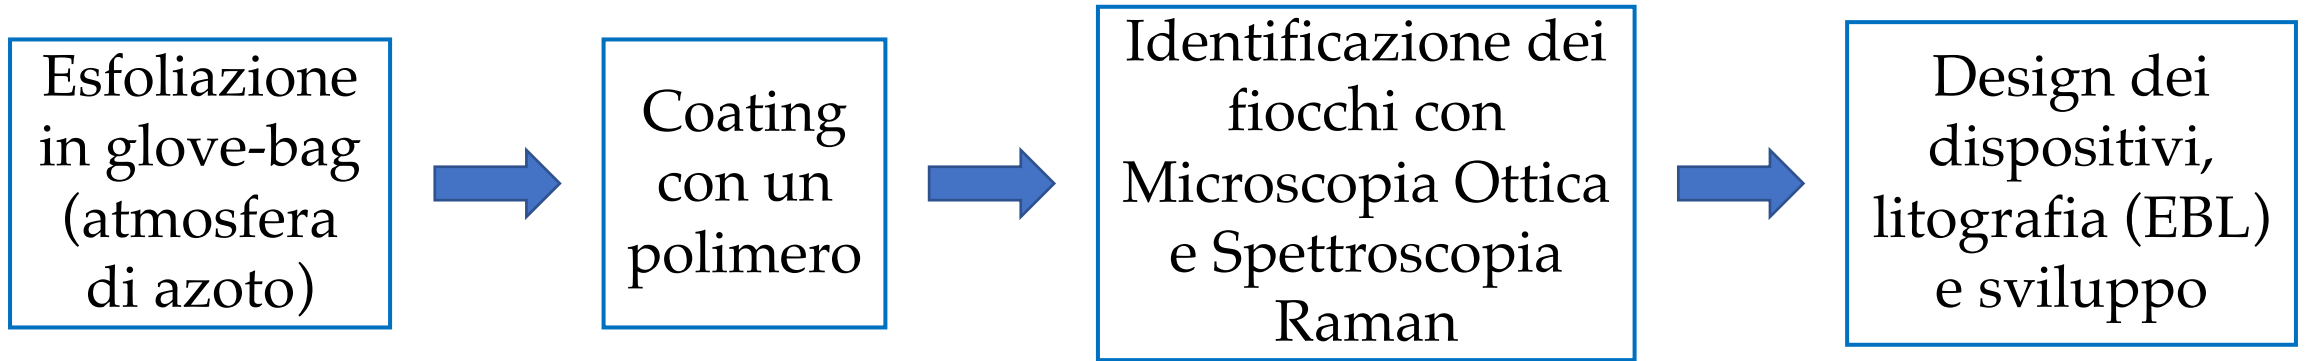 Esfoliazione
in glove-bag
(atmosfera
di azoto)
Coating
con un
polimero
Identificazione dei
fiocchi con
Microscopia Ottica
e Spettroscopia
Raman
Design dei
dispositivi,
litografia (EBL)
e sviluppo